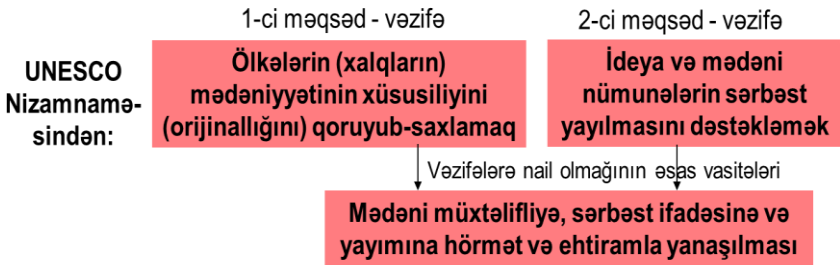 1-ci məqsəd - vəzifə
2-ci məqsəd - vəzifə
UNESCO
Nizamnamə-
sindən:
Ölkələrin (xalqların)
mədəniyyətinin xüsusiliyini
(orijinallığını) qoruyub-saxlamaq
İdeya və mədəni
nümunələrin sərbəst
yayılmasını dəstəkləmək
Vəzifələrə nail olmağının əsas vasitələri
Mədəni müxtəlifliyə, sərbəst ifadəsinə və
yayımına hörmət və ehtiramla yanaşılması